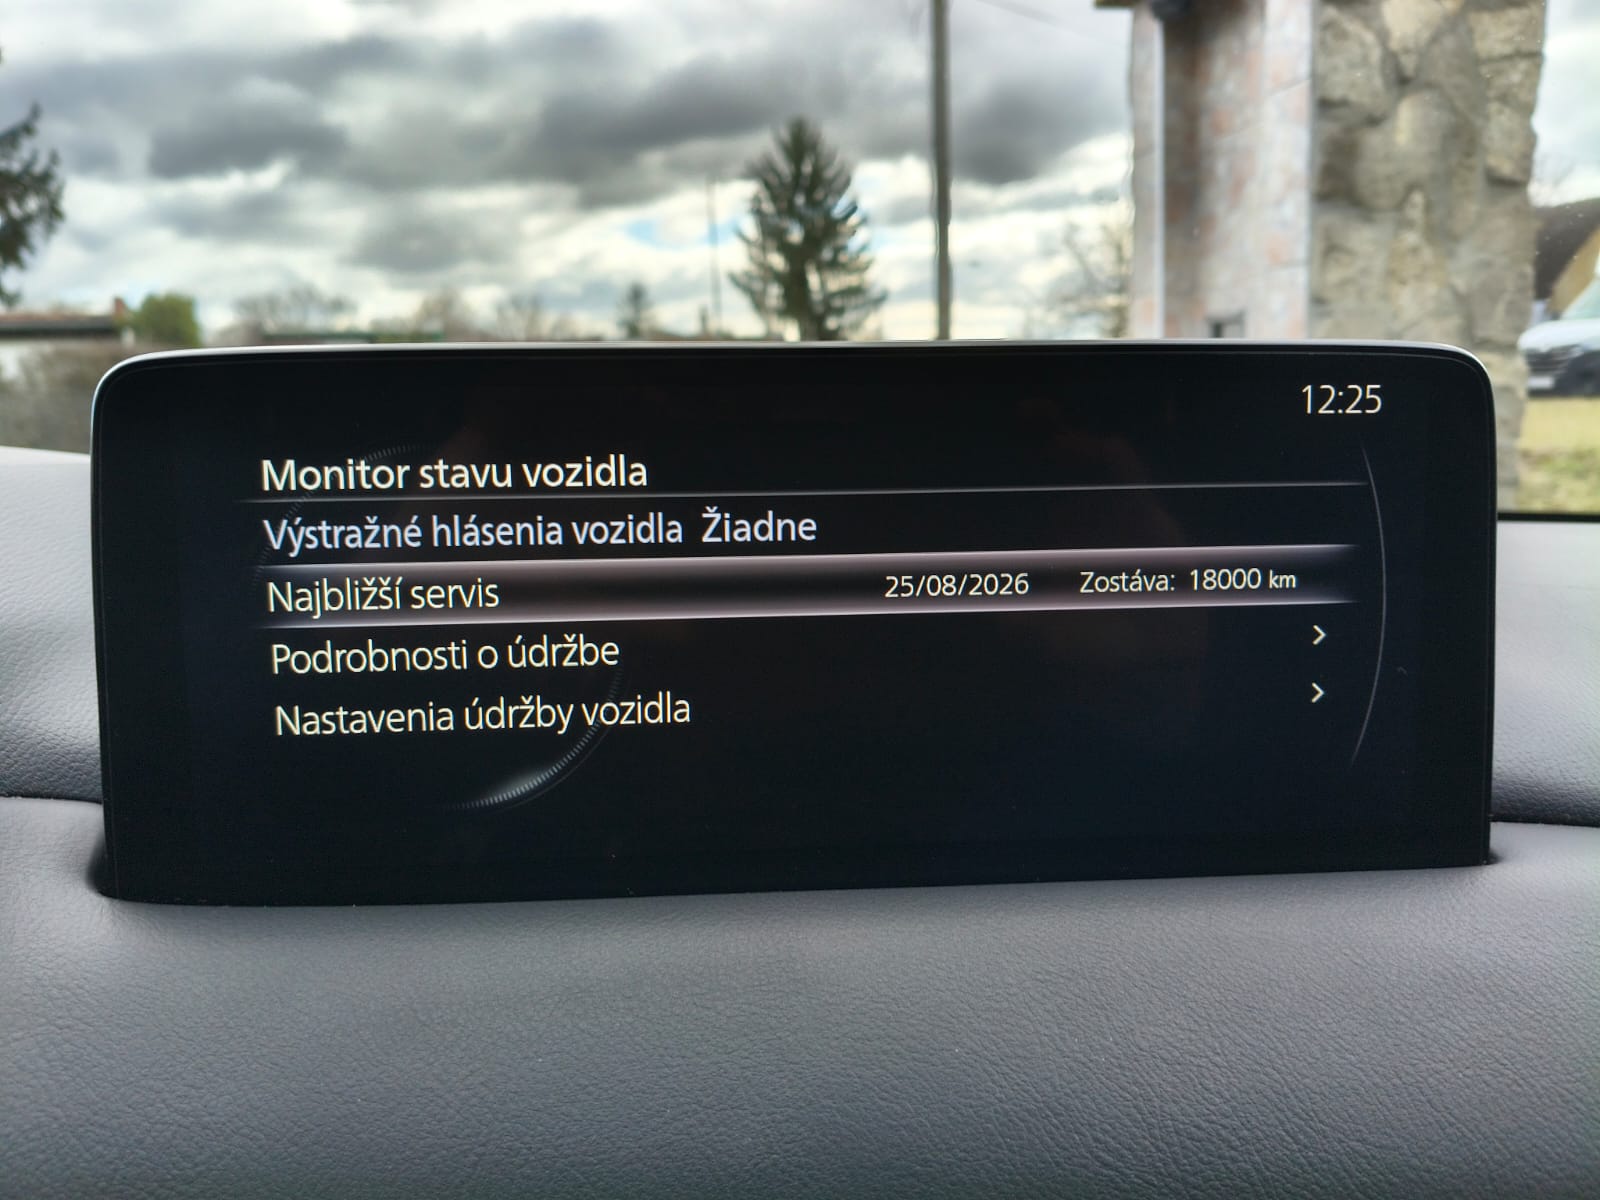 12:25
Monitor stavu vozidla
Výstražné hlásenia vozidla Žiadne
Najbližší servis 25/08/2026 Zostáva: 18000 km
Podrobnosti o údržbe >
Nastavenia údržby vozidla >